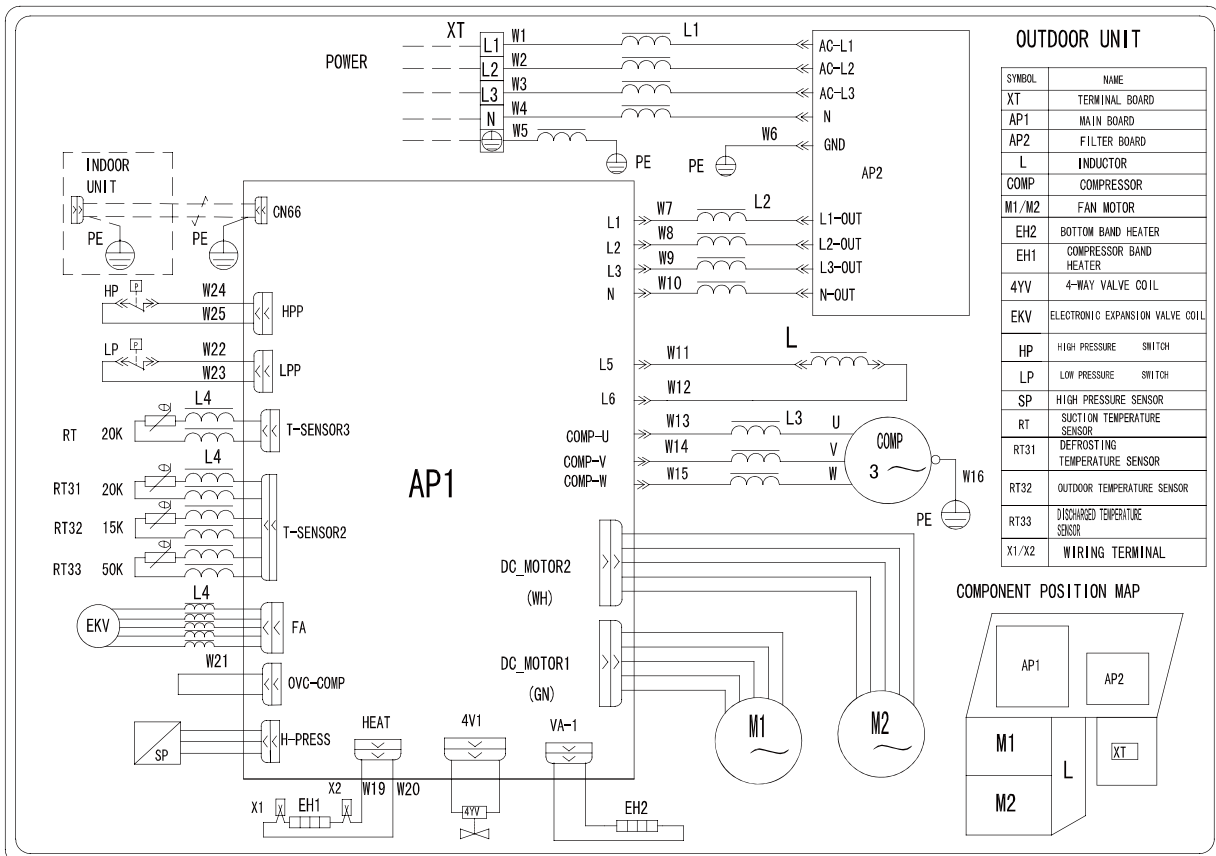 XT
POWER
L1
L2
L3
N
W1
W2
W3
W4
W5
L1
PE
PE
W6
AC-L1
AC-L2
AC-L3
N
GND
AP2
L1-OUT
L2-OUT
L3-OUT
N-OUT
INDOOR
UNIT
PE
PE
CN66
L1
L2
L3
N
W7
W8
W9
W10
L2
HP
P
W24
W25
HPP
LP
P
W22
W23
LPP
L5
L6
W11
W12
L
RT 20K
L4
T-SENSOR3
RT31 20K
RT32 15K
RT33 50K
L4
T-SENSOR2
AP1
COMP-U
COMP-V
COMP-W
W13
W14
W15
L3
U
V
W
COMP
3
W16
PE
EKV
L4
FA
W21
OVC-COMP
SP
H-PRESS
DC_MOTOR2
(WH)
DC_MOTOR1
(GN)
M1
M2
HEAT
4V1
VA-1
X1
X
EH1
X2
X
W19
W20
4YV
EH2
OUTDOOR UNIT
SYMBOL NAME
XT TERMINAL BOARD
AP1 MAIN BOARD
AP2 FILTER BOARD
L INDUCTOR
COMP COMPRESSOR
M1/M2 FAN MOTOR
EH2 BOTTOM BAND HEATER
EH1 COMPRESSOR BAND
HEATER
4YV 4-WAY VALVE COIL
EKV ELECTRONIC EXPANSION VALVE COIL
HP HIGH PRESSURE SWITCH
LP LOW PRESSURE SWITCH
SP HIGH PRESSURE SENSOR
RT SUCTION TEMPERATURE
SENSOR
RT31 DEFROSTING
TEMPERATURE SENSOR
RT32 OUTDOOR TEMPERATURE SENSOR
RT33 DISCHARGED TEMPERATURE
SENSOR
X1/X2 WIRING TERMINAL
COMPONENT POSITION MAP
AP1
AP2
M1
M2
L
XT